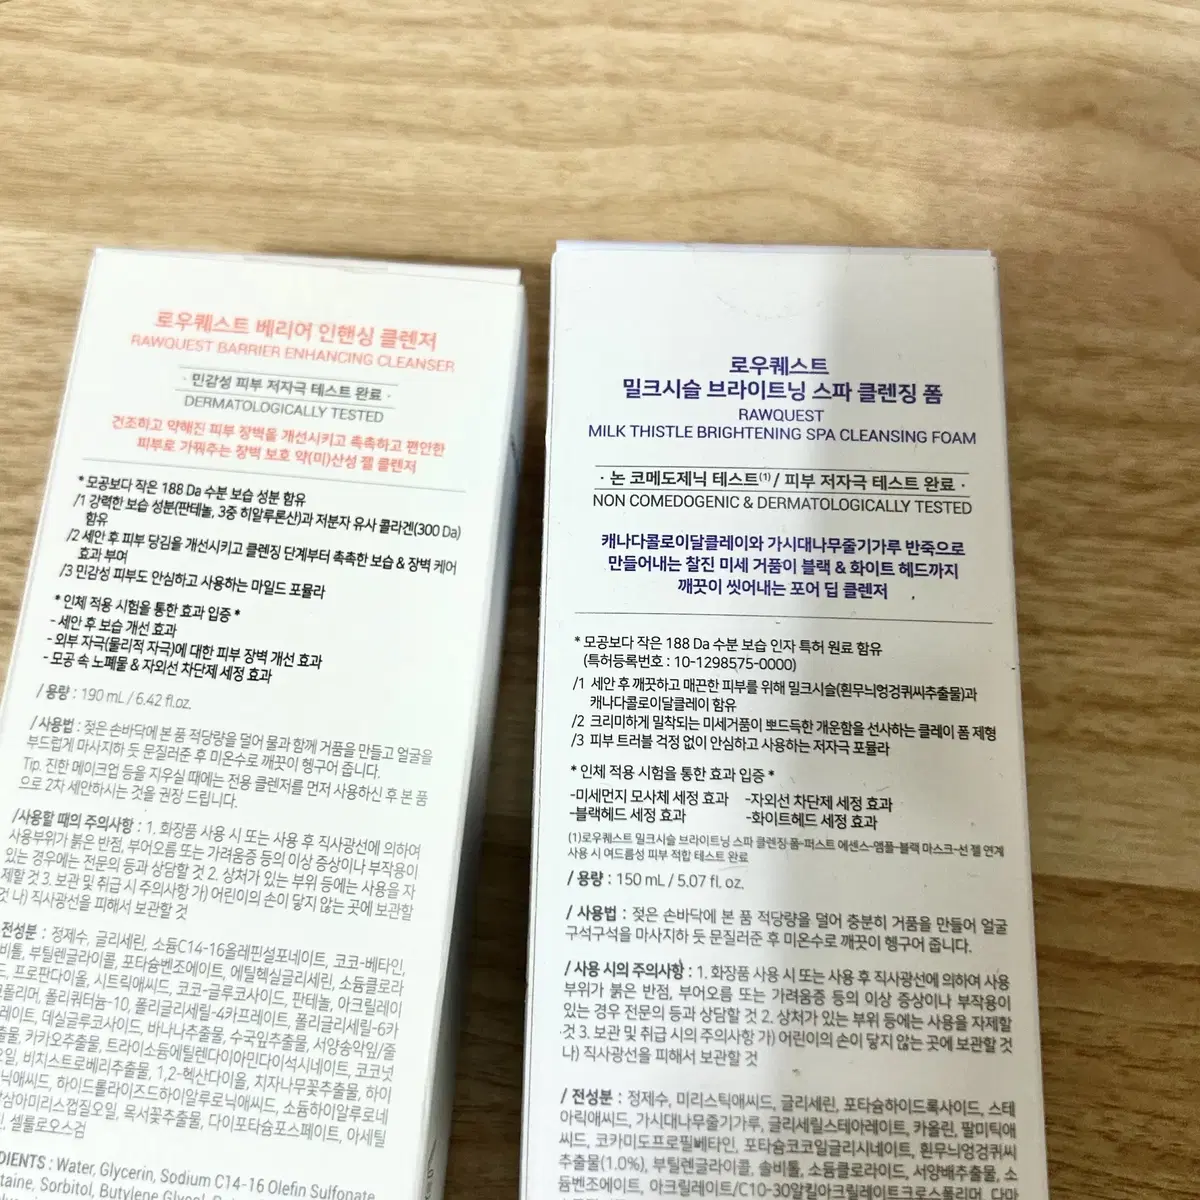 로우퀘스트 베리어 인핸싱 클렌저
RAWQUEST BARRIER ENHANCING CLEANSER
· 민감성 피부 저자극 테스트 완료 ·
DERMATOLOGICALLY TESTED
건조하고 약해진 피부 장벽을 개선시키고 촉촉하고 편안한
피부로 가꿔주는 장벽 보호 약(미)산성 젤 클렌저
* 모공보다 작은 188 Da 수분 보습 성분 함유
/1 강력한 보습 성분(판테놀, 3중 히알루론산)과 저분자 유사 콜라겐(300 Da)
함유
/2 세안 후 피부 당김을 개선시키고 클렌징 단계부터 촉촉한 보습 & 장벽 케어
효과 부여
/3 민감성 피부도 안심하고 사용하는 마일드 포뮬라
* 인체 적용 시험을 통한 효과 입증 *
- 세안 후 보습 개선 효과
- 외부 자극(물리적 자극)에 대한 피부 장벽 개선 효과
- 모공 속 노폐물 & 자외선 차단제 세정 효과
/ 용량 : 190 mL / 6.42 fl.oz.
/ 사용법 : 젖은 손바닥에 본 품 적당량을 덜어 물과 함께 거품을 만들고 얼굴을
부드럽게 마사지하 듯 문질러준 후 미온수로 깨끗이 헹구어 줍니다.
Tip. 진한 메이크업 등을 지우실 때에는 전용 클렌저를 먼저 사용하신 후 본 품
으로 2차 세안하시는 것을 권장 드립니다.
/사용할 때의 주의사항 : 1. 화장품 사용 시 또는 사용 후 직사광선에 의하여
사용부위가 붉은 반점, 부어오름 또는 가려움증 등의 이상 증상이나 부작용이
있는 경우에는 전문의 등과 상담할 것 2. 상처가 있는 부위 등에는 사용을 자
제할 것 3. 보관 및 취급 시 주의사항 가) 어린이의 손이 닿지 않는 곳에 보관할
것 나) 직사광선을 피해서 보관할 것
전성분 : 정제수, 글리세린, 소듐C14-16올레핀설포네이트, 코코-베타인,
비톨, 부틸렌글라이콜, 포타슘벤조에이트, 에틸헥실글리세린, 소듐클로라
드, 프로판다이올, 시트릭애씨드, 코코-글루코사이드, 판테놀, 아크릴레이
폴리머, 폴리쿼터늄-10, 폴리글리세릴-4카프레이트, 폴리글리세릴-6카
레이트, 데실글루코사이드, 바나나추출물, 수국잎추출물, 서양송악잎/줄
출물, 카카오추출물, 트라이소듐에틸렌다이아민다이석시네이트, 코코넛
오일, 비치스트로베리추출물, 1,2-헥산다이올, 치자나무꽃추출물, 하이
닉애씨드, 하이드롤라이즈드하이알루로닉애씨드, 소듐하이알루로네
삼아미리스껍질오일, 목서꽃추출물, 다이포타슘포스페이트, 아세틸
린, 셀룰로오스검
DIENTS : Water, Glycerin, Sodium C14-16 Olefin Sulfonate
taine, Sorbitol, Butylene Glycol,
로우퀘스트
밀크시슬 브라이트닝 스파 클렌징 폼
RAWQUEST
MILK THISTLE BRIGHTENING SPA CLEANSING FOAM
· 논 코메도제닉 테스트(1) / 피부 저자극 테스트 완료 ·
NON COMEDOGENIC & DERMATOLOGICALLY TESTED
캐나다콜로이달클레이와 가시대나무줄기가루 반죽으로
만들어내는 찰진 미세 거품이 블랙 & 화이트 헤드까지
깨끗이 씻어내는 포어 딥 클렌저
* 모공보다 작은 188 Da 수분 보습 인자 특허 원료 함유
(특허등록번호 : 10-1298575-0000)
/1 세안 후 깨끗하고 매끈한 피부를 위해 밀크시슬(흰무늬엉겅퀴씨추출물)과
캐나다콜로이달클레이 함유
/2 크리미하게 밀착되는 미세거품이 뽀드득한 개운함을 선사하는 클레이 폼 제형
/3 피부 트러블 걱정 없이 안심하고 사용하는 저자극 포뮬라
* 인체 적용 시험을 통한 효과 입증 *
-미세먼지 모사체 세정 효과 -자외선 차단제 세정 효과
-블랙헤드 세정 효과 -화이트헤드 세정 효과
(1)로우퀘스트 밀크시슬 브라이트닝 스파 클렌징 폼-퍼스트 에센스-앰플-블랙 마스크-선 젤 연계
사용 시 여드름성 피부 적합 테스트 완료
/ 용량 : 150 mL / 5.07 fl. oz.
/ 사용법 : 젖은 손바닥에 본 품 적당량을 덜어 충분히 거품을 만들어 얼굴
구석구석을 마사지하 듯 문질러준 후 미온수로 깨끗이 헹구어 줍니다.
/ 사용 시의 주의사항 : 1. 화장품 사용 시 또는 사용 후 직사광선에 의하여 사용
부위가 붉은 반점, 부어오름 또는 가려움증 등의 이상 증상이나 부작용이
있는 경우 전문의 등과 상담할 것 2. 상처가 있는 부위 등에는 사용을 자제할
것 3. 보관 및 취급 시의 주의사항 가) 어린이의 손이 닿지 않는 곳에 보관할 것
나) 직사광선을 피해서 보관할 것
/ 전성분 : 정제수, 미리스틱애씨드, 글리세린, 포타슘하이드록사이드, 스테
아릭애씨드, 가시대나무줄기가루, 글리세릴스테아레이트, 카올린, 팔미틱애
씨드, 코카미도프로필베타인, 포타슘코코일글리시네이트, 흰무늬엉겅퀴씨
추출물(1.0%), 부틸렌글라이콜, 솔비톨, 소듐클로라이드, 서양배추출물, 소
듐벤조에이트, 아크릴레이트/C10-30알킬아크릴레이트크로스폴리머, 다이